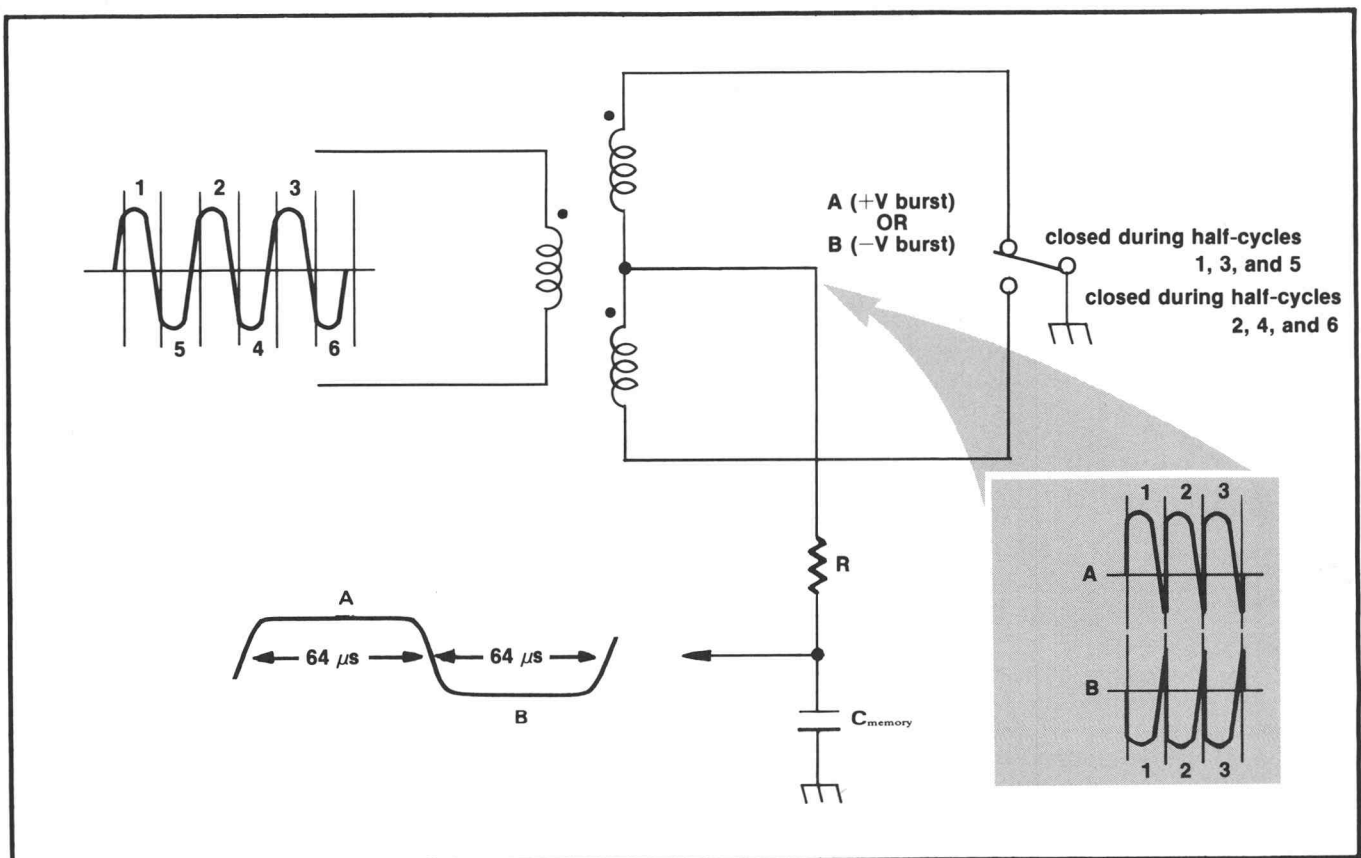 1 2 3
5 4 6
A (+V burst)
OR
B (−V burst)
closed during half-cycles
1, 3, and 5
closed during half-cycles
2, 4, and 6
1 2 3
A
B
1 2 3
R
A
64 μs 64 μs
B
Cmemory